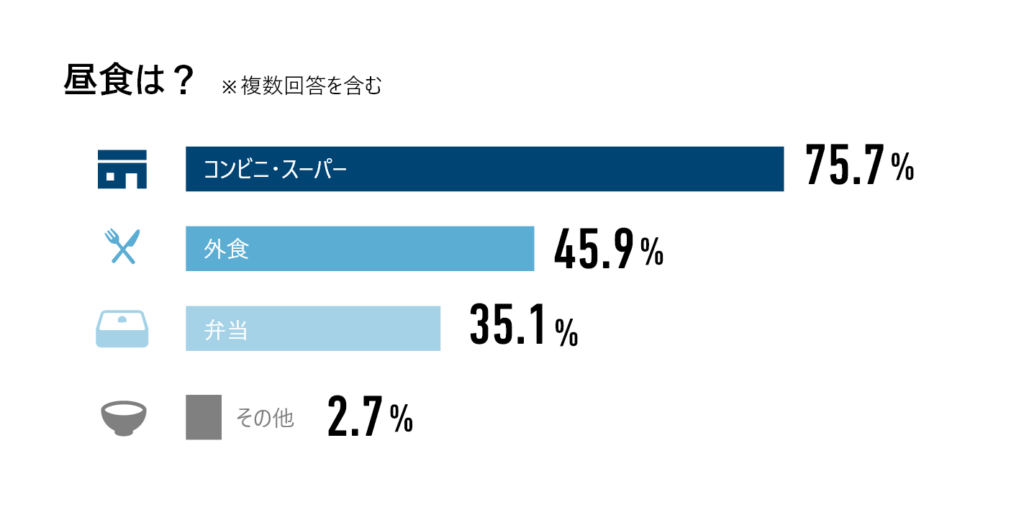 昼食は？ ※複数回答を含む
コンビニ・スーパー 75.7%
外食 45.9%
弁当 35.1%
その他 2.7%